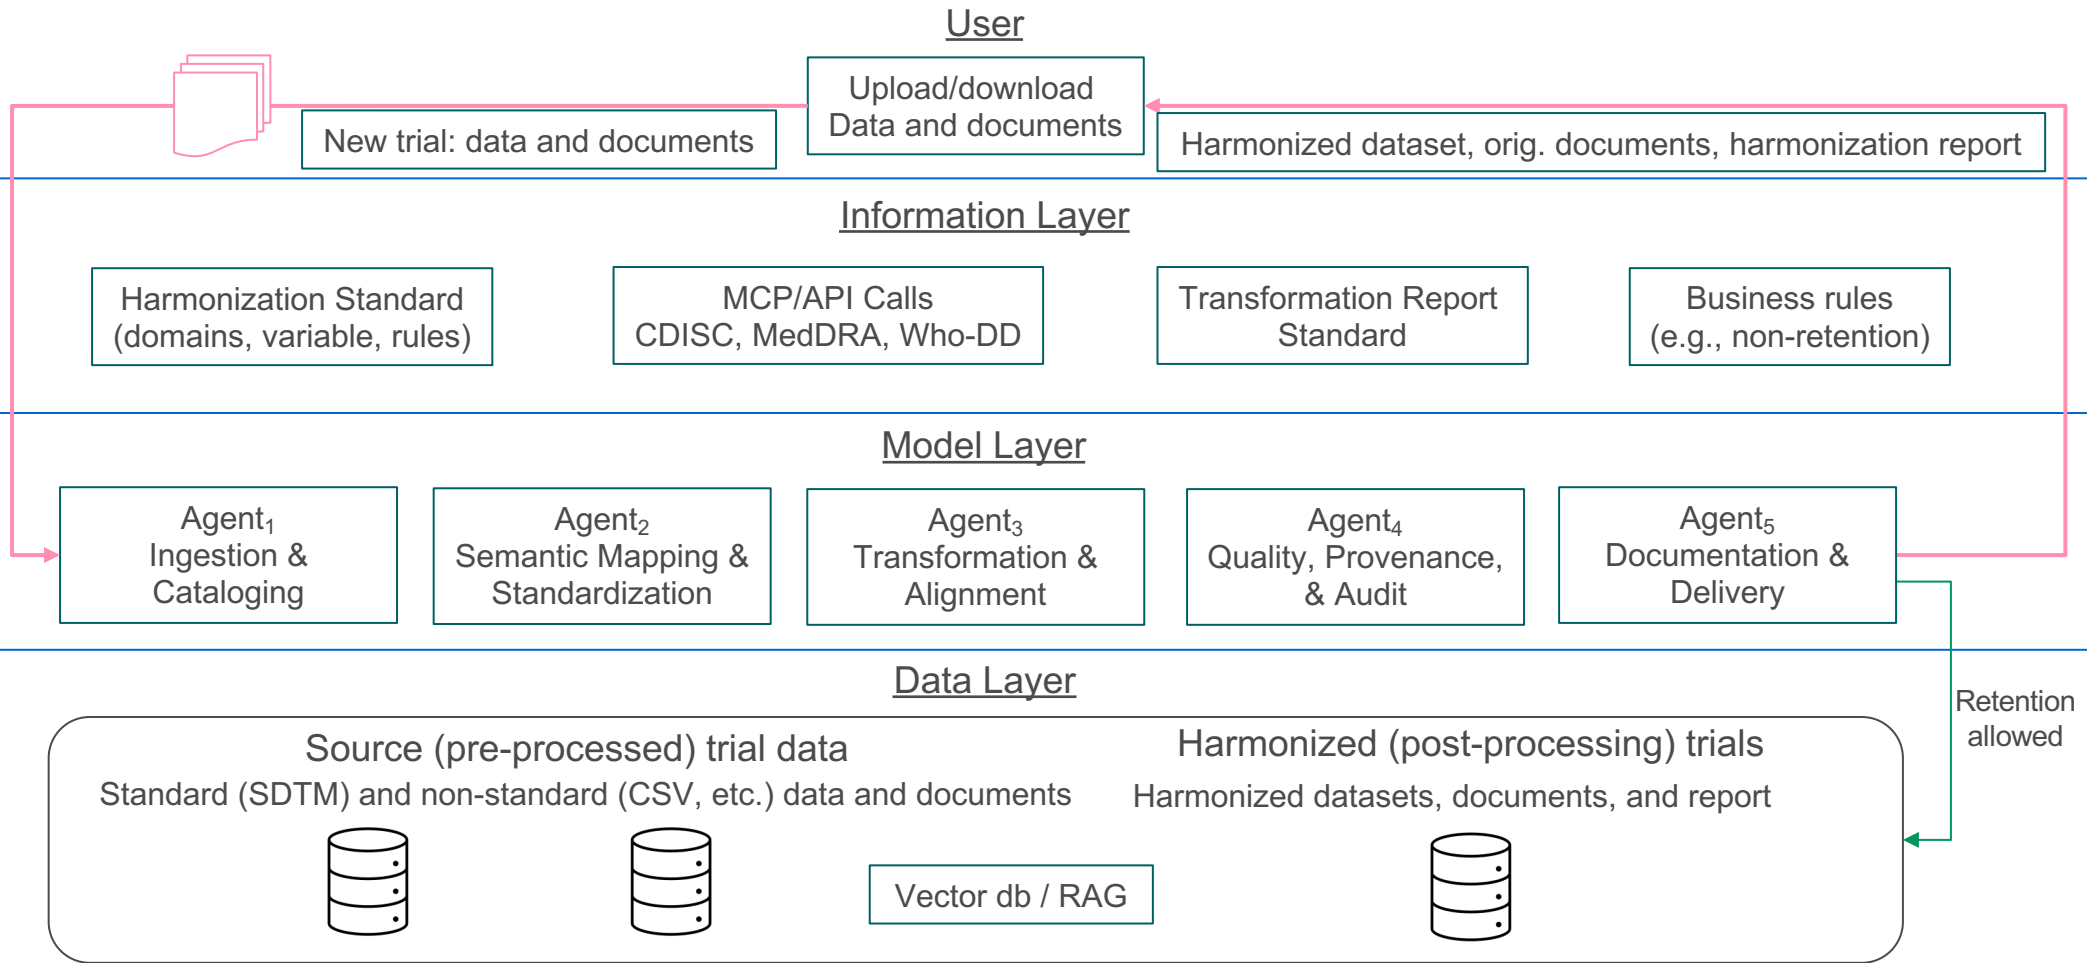 User
Upload/download
Data and documents
New trial: data and documents
Harmonized dataset, orig. documents, harmonization report
Information Layer
Harmonization Standard
(domains, variable, rules)
MCP/API Calls
CDISC, MedDRA, Who-DD
Transformation Report
Standard
Business rules
(e.g., non-retention)
Model Layer
Agent₁
Ingestion &
Cataloging
Agent₂
Semantic Mapping &
Standardization
Agent₃
Transformation &
Alignment
Agent₄
Quality, Provenance,
& Audit
Agent₅
Documentation &
Delivery
Data Layer
Retention
allowed
Source (pre-processed) trial data
Standard (SDTM) and non-standard (CSV, etc.) data and documents
Harmonized (post-processing) trials
Harmonized datasets, documents, and report
Vector db / RAG